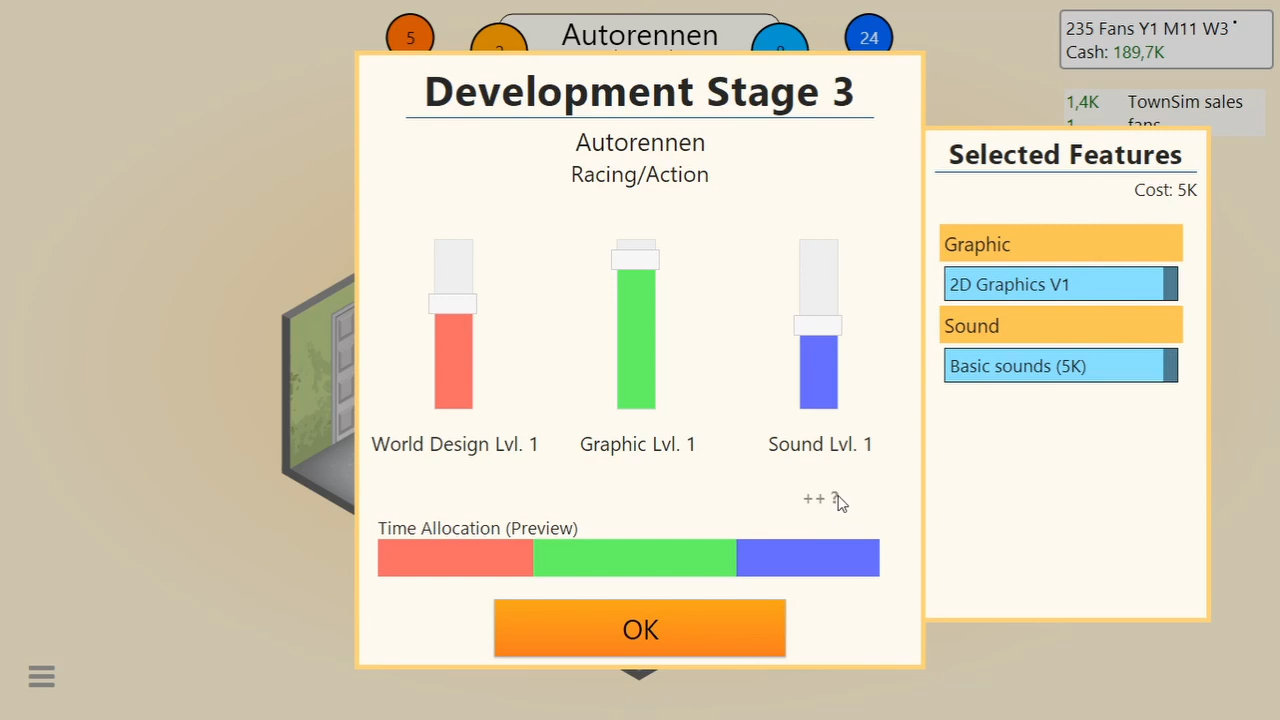 5
Autorennen
24
235 Fans Y1 M11 W3
Cash: 189,7K
1,4K TownSim sales
1 fans
Development Stage 3
Autorennen
Racing/Action
World Design Lvl. 1
Graphic Lvl. 1
Sound Lvl. 1
++ ?
Time Allocation (Preview)
OK
Selected Features
Cost: 5K
Graphic
2D Graphics V1
Sound
Basic sounds (5K)